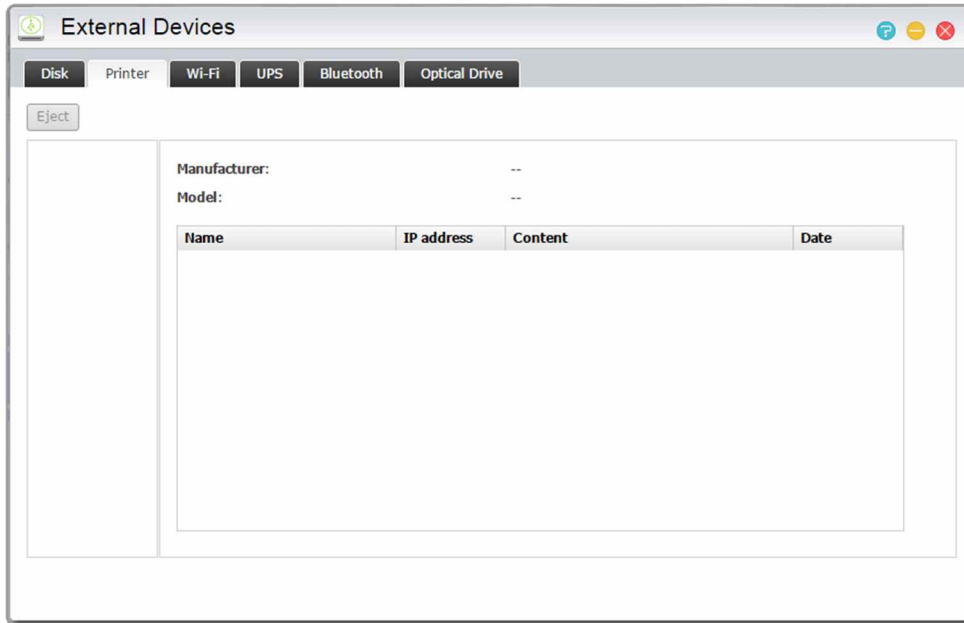 External Devices
Disk Printer Wi-Fi UPS Bluetooth Optical Drive
Eject
Manufacturer: --
Model: --
Name IP address Content Date